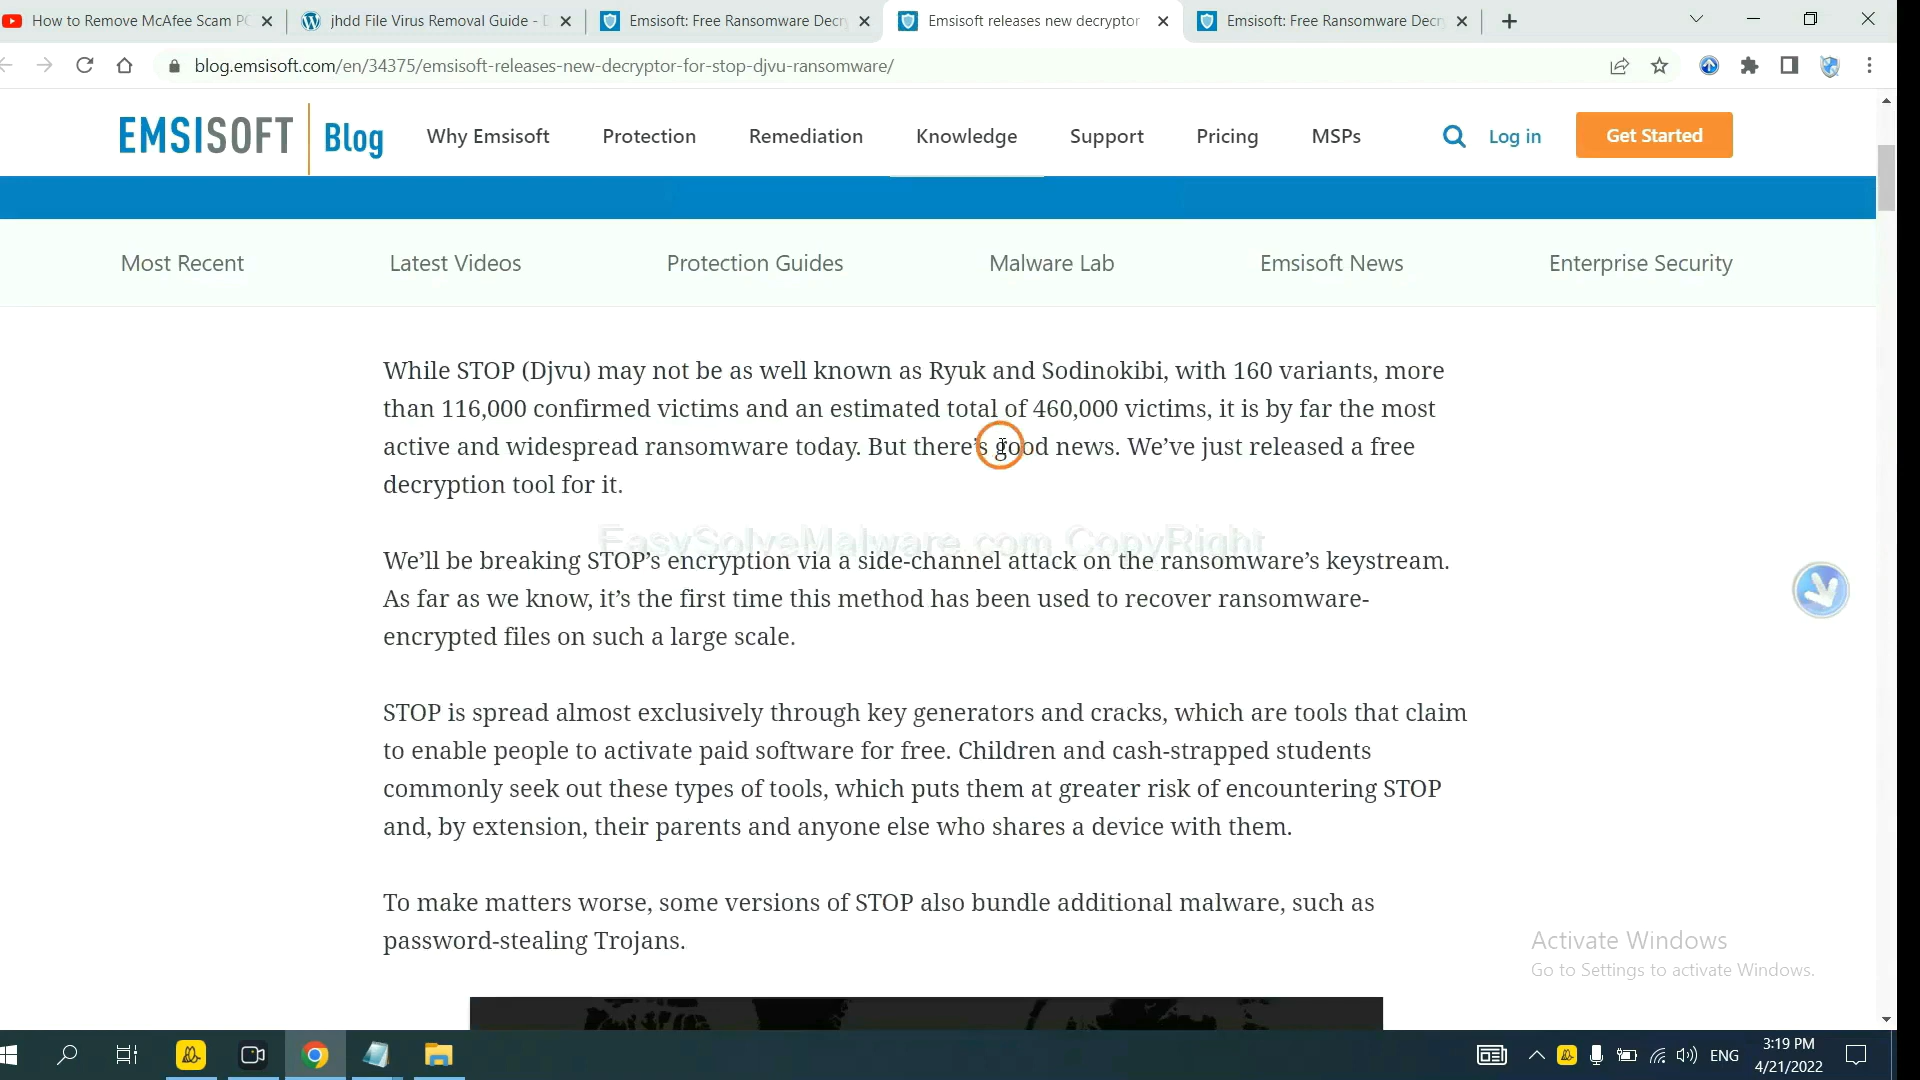 How to Remove McAfee Scam PC
jhdd File Virus Removal Guide - D
Emsisoft: Free Ransomware Decry
Emsisoft releases new decryptor
Emsisoft: Free Ransomware Decry
blog.emsisoft.com/en/34375/emsisoft-releases-new-decryptor-for-stop-djvu-ransomware/
EMSISOFT Blog Why Emsisoft Protection Remediation Knowledge Support Pricing MSPs Log in Get Started
Most Recent Latest Videos Protection Guides Malware Lab Emsisoft News Enterprise Security
While STOP (Djvu) may not be as well known as Ryuk and Sodinokibi, with 160 variants, more
than 116,000 confirmed victims and an estimated total of 460,000 victims, it is by far the most
active and widespread ransomware today. But there’s good news. We’ve just released a free
decryption tool for it.
EasySolveMalware.com CopyRight
We’ll be breaking STOP’s encryption via a side-channel attack on the ransomware’s keystream.
As far as we know, it’s the first time this method has been used to recover ransomware-
encrypted files on such a large scale.
STOP is spread almost exclusively through key generators and cracks, which are tools that claim
to enable people to activate paid software for free. Children and cash-strapped students
commonly seek out these types of tools, which puts them at greater risk of encountering STOP
and, by extension, their parents and anyone else who shares a device with them.
To make matters worse, some versions of STOP also bundle additional malware, such as
password-stealing Trojans.
Activate Windows
Go to Settings to activate Windows.
ENG
3:19 PM
4/21/2022